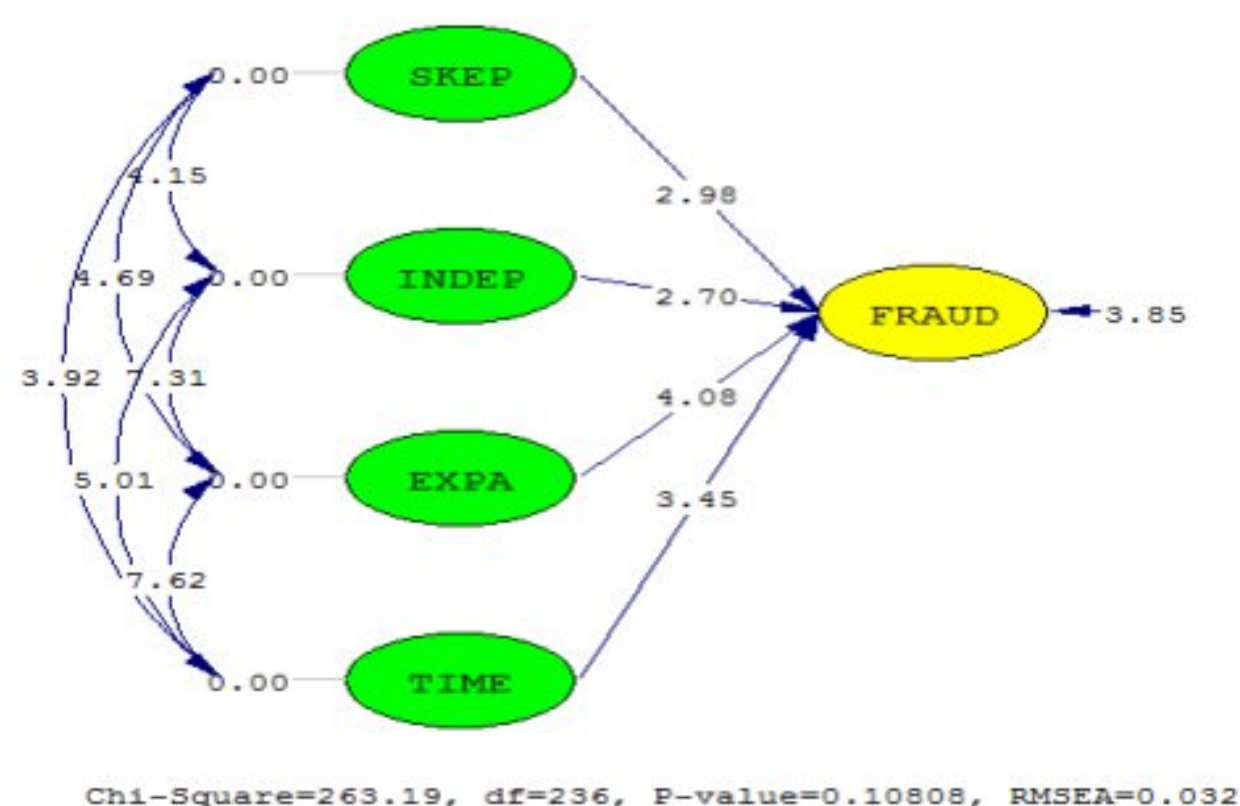 0.00 SKEP
4.15
2.98
4.69 0.00 INDEP
2.70
FRAUD 3.85
3.92 7.31
4.08
5.01 0.00 EXPA
3.45
7.62
0.00 TIME
Chi-Square=263.19, df=236, P-value=0.10808, RMSEA=0.032